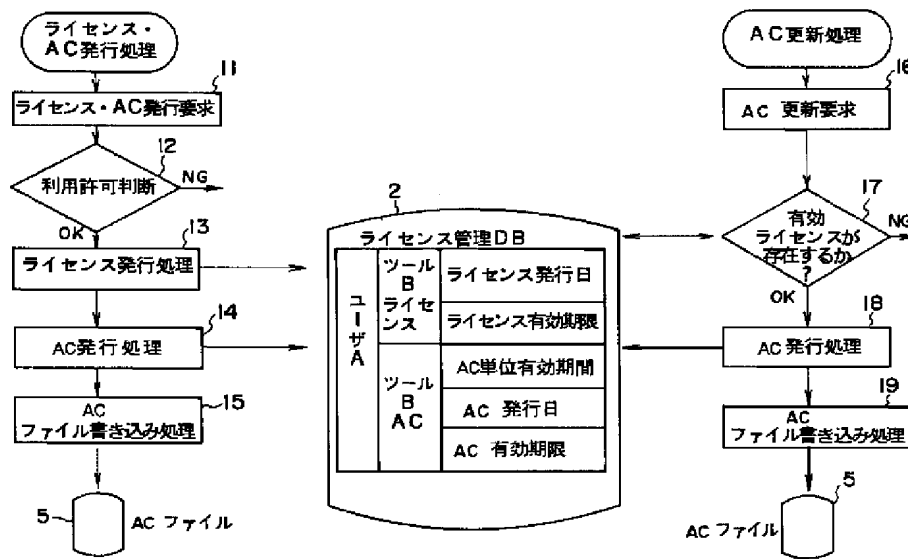 ライセンス・
AC発行処理
11
ライセンス・AC発行要求
12
利用許可判断
NG
OK
13
ライセンス発行処理
14
AC発行処理
15
AC
ファイル書き込み処理
5
ACファイル
2
ライセンス管理DB
ユーザA
ツール
B
ライセンス
ライセンス発行日
ライセンス有効期限
ツール
B
AC
AC単位有効期間
AC 発行日
AC 有効期限
AC更新処理
16
AC 更新要求
17
有効
ライセンスが
存在するか
?
NG
OK
18
AC発行処理
19
AC
ファイル書き込み処理
5
ACファイル